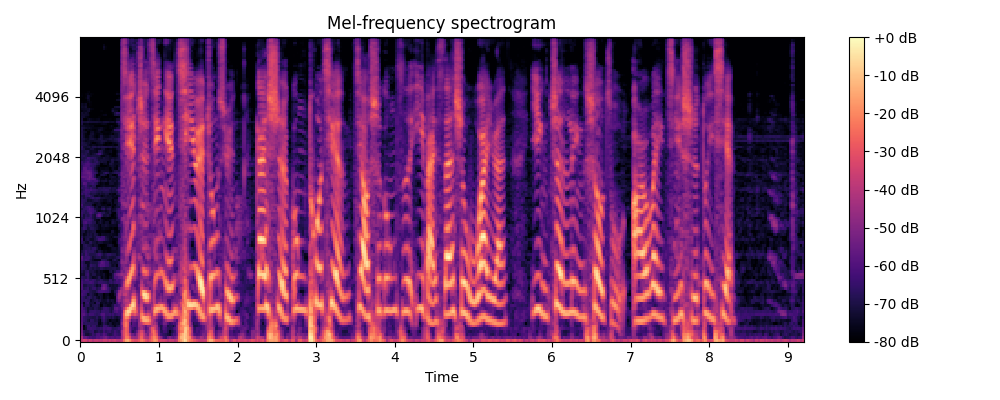 Mel-frequency spectrogram
Hz
4096
2048
1024
512
0
0 1 2 3 4 5 6 7 8 9
Time
+0 dB
-10 dB
-20 dB
-30 dB
-40 dB
-50 dB
-60 dB
-70 dB
-80 dB